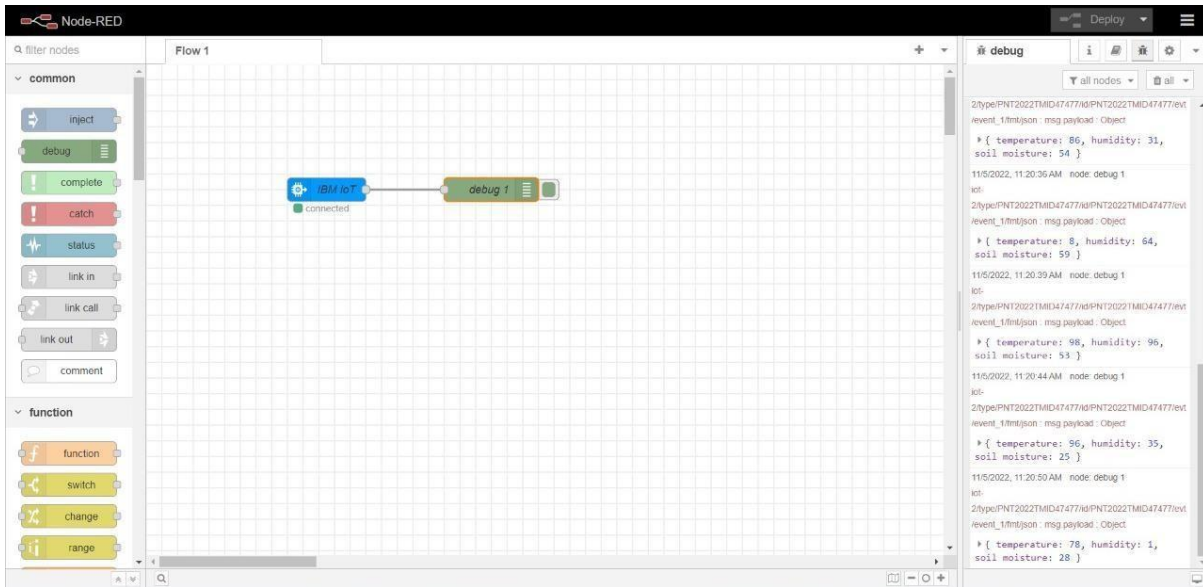 Node-RED
Deploy
filter nodes
common
inject
debug
complete
catch
status
link in
link call
link out
comment
function
function
switch
change
range
Flow 1
IBM IoT
connected
debug 1
debug
i
all nodes
all
2/type/PNT2022TMID47477/id/PNT2022TMID47477/evt
/event_1/fmt/json : msg.payload : Object
{ temperature: 86, humidity: 31,
soil moisture: 54 }
11/5/2022, 11:20:36 AM node: debug 1
iot-
2/type/PNT2022TMID47477/id/PNT2022TMID47477/evt
/event_1/fmt/json : msg.payload : Object
{ temperature: 8, humidity: 64,
soil moisture: 59 }
11/5/2022, 11:20:39 AM node: debug 1
iot-
2/type/PNT2022TMID47477/id/PNT2022TMID47477/evt
/event_1/fmt/json : msg.payload : Object
{ temperature: 98, humidity: 96,
soil moisture: 53 }
11/5/2022, 11:20:44 AM node: debug 1
iot-
2/type/PNT2022TMID47477/id/PNT2022TMID47477/evt
/event_1/fmt/json : msg.payload : Object
{ temperature: 96, humidity: 35,
soil moisture: 25 }
11/5/2022, 11:20:50 AM node: debug 1
iot-
2/type/PNT2022TMID47477/id/PNT2022TMID47477/evt
/event_1/fmt/json : msg.payload : Object
{ temperature: 78, humidity: 1,
soil moisture: 28 }